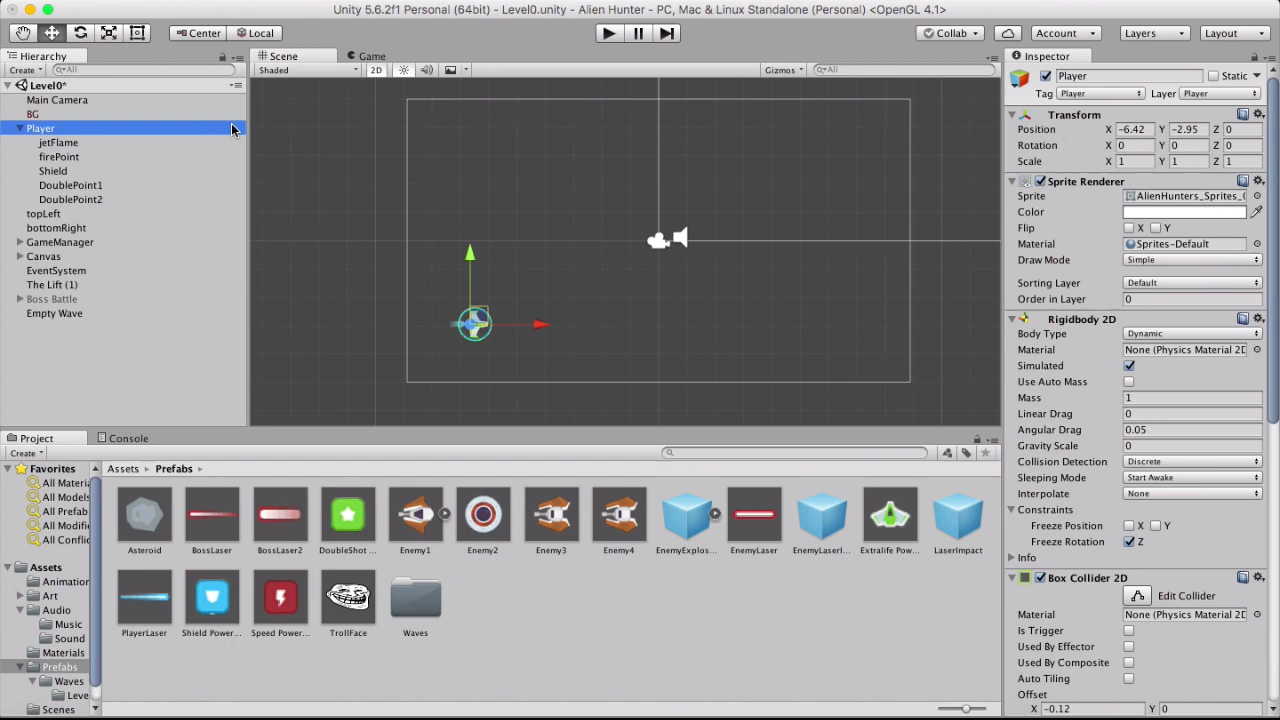 Unity 5.6.2f1 Personal (64bit) - Level0.unity - Alien Hunter - PC, Mac & Linux Standalone (Personal) <OpenGL 4.1>
Center Local Collab Account Layers Layout
Hierarchy
Create All
Level0*
Main Camera
BG
Player
jetFlame
firePoint
Shield
DoublePoint1
DoublePoint2
topLeft
bottomRight
GameManager
Canvas
EventSystem
The Lift (1)
Boss Battle
Empty Wave
Scene Game
Shaded 2D Gizmos All
Inspector
Player Static
Tag Player Layer Player
Transform
Position X -6.42 Y -2.95 Z 0
Rotation X 0 Y 0 Z 0
Scale X 1 Y 1 Z 1
Sprite Renderer
Sprite AlienHunters_Sprites_(
Color
Flip X Y
Material Sprites-Default
Draw Mode Simple
Sorting Layer Default
Order in Layer 0
Rigidbody 2D
Body Type Dynamic
Material None (Physics Material 2D
Simulated
Use Auto Mass
Mass 1
Linear Drag 0
Angular Drag 0.05
Gravity Scale 0
Collision Detection Discrete
Sleeping Mode Start Awake
Interpolate None
Constraints
Freeze Position X Y
Freeze Rotation Z
Info
Box Collider 2D
Edit Collider
Material None (Physics Material 2D
Is Trigger
Used By Effector
Used By Composite
Auto Tiling
Offset
X -0.12 Y 0
Project Console
Create
Favorites
All Materia
All Models
All Prefab
All Modifi
All Conflic
Assets
Animation
Art
Audio
Music
Sound
Materials
Prefabs
Waves
Leve
Scenes
Assets Prefabs
Asteroid BossLaser BossLaser2 DoubleShot ... Enemy1 Enemy2 Enemy3 Enemy4 EnemyExplos... EnemyLaser EnemyLaserI... Extralife Pow... LaserImpact
PlayerLaser Shield Power... Speed Power... TrollFace Waves